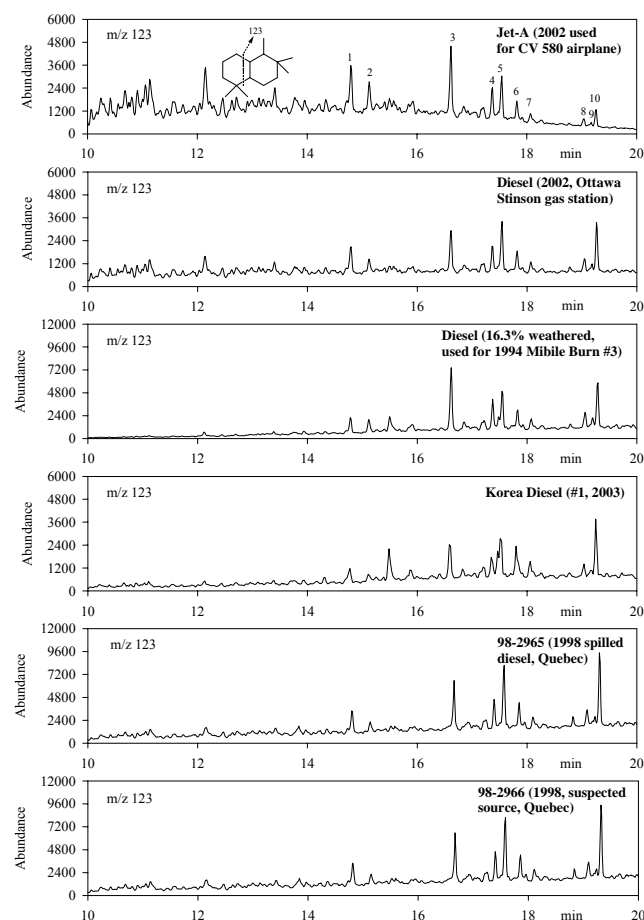 m/z 123
123
Jet-A (2002 used
for CV 580 airplane)
Abundance
6000
4800
3600
2400
1200
0
1
2
3
4
5
6
7
8
9
10
10
12
14
16
18
min
20
m/z 123
Diesel (2002, Ottawa
Stinson gas station)
Abundance
6000
4800
3600
2400
1200
0
10
12
14
16
18
min
20
m/z 123
Diesel (16.3% weathered,
used for 1994 Mibile Burn #3)
Abundance
12000
9600
7200
4800
2400
0
10
12
14
16
18
min
20
m/z 123
Korea Diesel (#1, 2003)
Abundance
6000
4800
3600
2400
1200
0
10
12
14
16
18
min
20
m/z 123
98-2965 (1998 spilled
diesel, Quebec)
Abundance
12000
9600
7200
4800
2400
0
10
12
14
16
18
min
20
m/z 123
98-2966 (1998, suspected
source, Quebec)
Abundance
12000
9600
7200
4800
2400
0
10
12
14
16
18
min
20